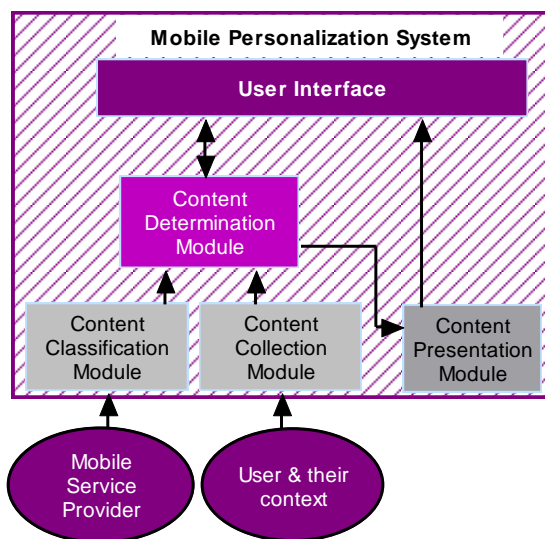 Mobile Personalization System
User Interface
Content
Determination
Module
Content
Classification
Module
Content
Collection
Module
Content
Presentation
Module
Mobile
Service
Provider
User & their
context